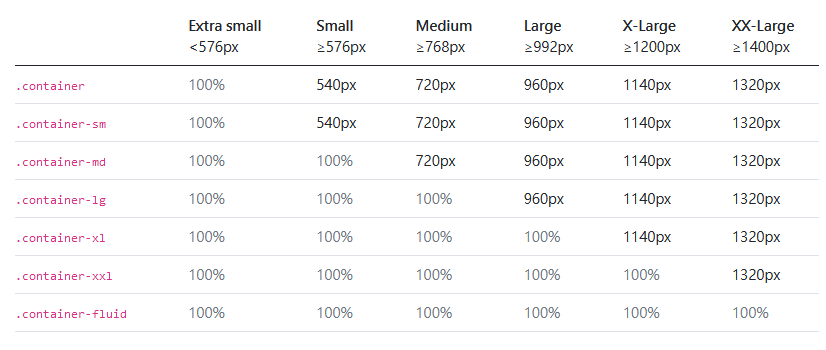 Extra small Small Medium Large X-Large XX-Large
<576px ≥576px ≥768px ≥992px ≥1200px ≥1400px
.container 100% 540px 720px 960px 1140px 1320px
.container-sm 100% 540px 720px 960px 1140px 1320px
.container-md 100% 100% 720px 960px 1140px 1320px
.container-lg 100% 100% 100% 960px 1140px 1320px
.container-xl 100% 100% 100% 100% 1140px 1320px
.container-xxl 100% 100% 100% 100% 100% 1320px
.container-fluid 100% 100% 100% 100% 100% 100%